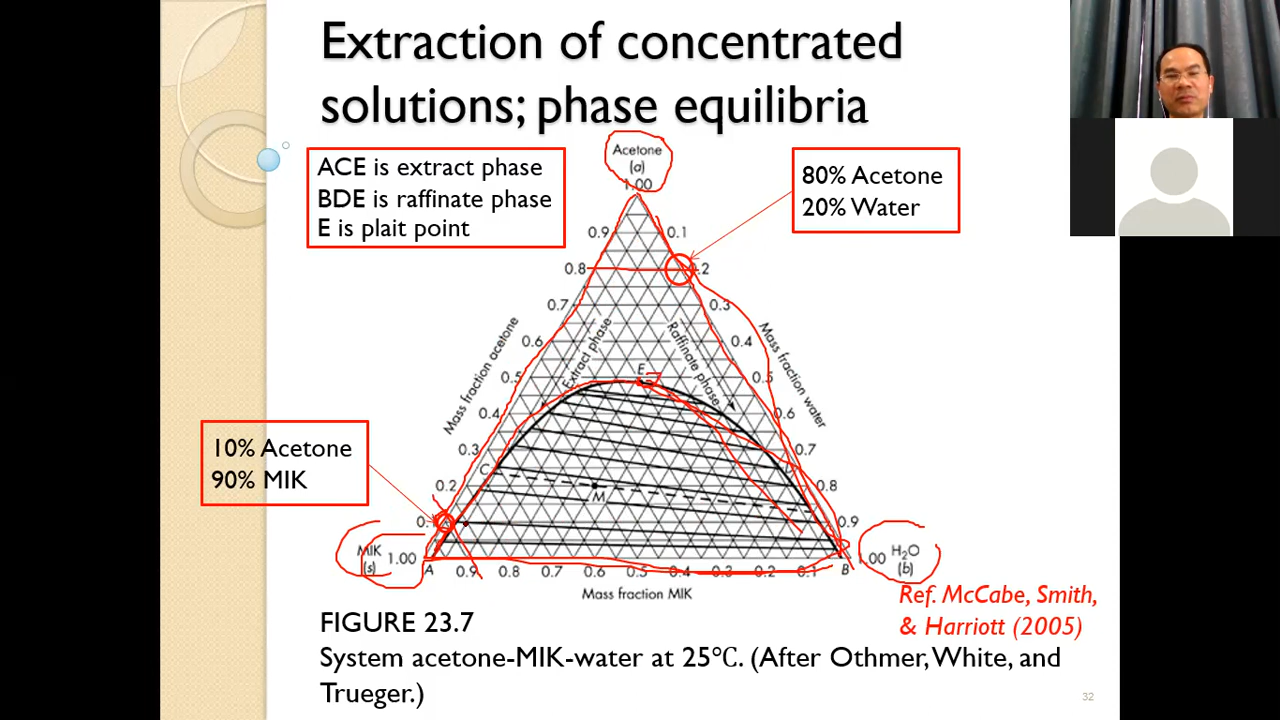 Extraction of concentrated
solutions; phase equilibria
ACE is extract phase
BDE is raffinate phase
E is plait point
Acetone
(a)
1.00
80% Acetone
20% Water
0.9
0.1
0.8
0.2
0.7
0.3
0.6
0.4
0.5
0.5
0.4
0.6
0.3
0.7
0.2
0.8
0.9
Mass fraction acetone
Extract phase
Raffinate phase
Mass fraction water
E
C
D
M
10% Acetone
90% MIK
MIK
(s)
1.00
A
0.9
0.8
0.7
0.6
0.5
0.4
0.3
0.2
0.1
B
1.00
H₂O
(b)
Mass fraction MIK
Ref. McCabe, Smith,
& Harriott (2005)
FIGURE 23.7
System acetone-MIK-water at 25°C. (After Othmer, White, and
Trueger.)
32